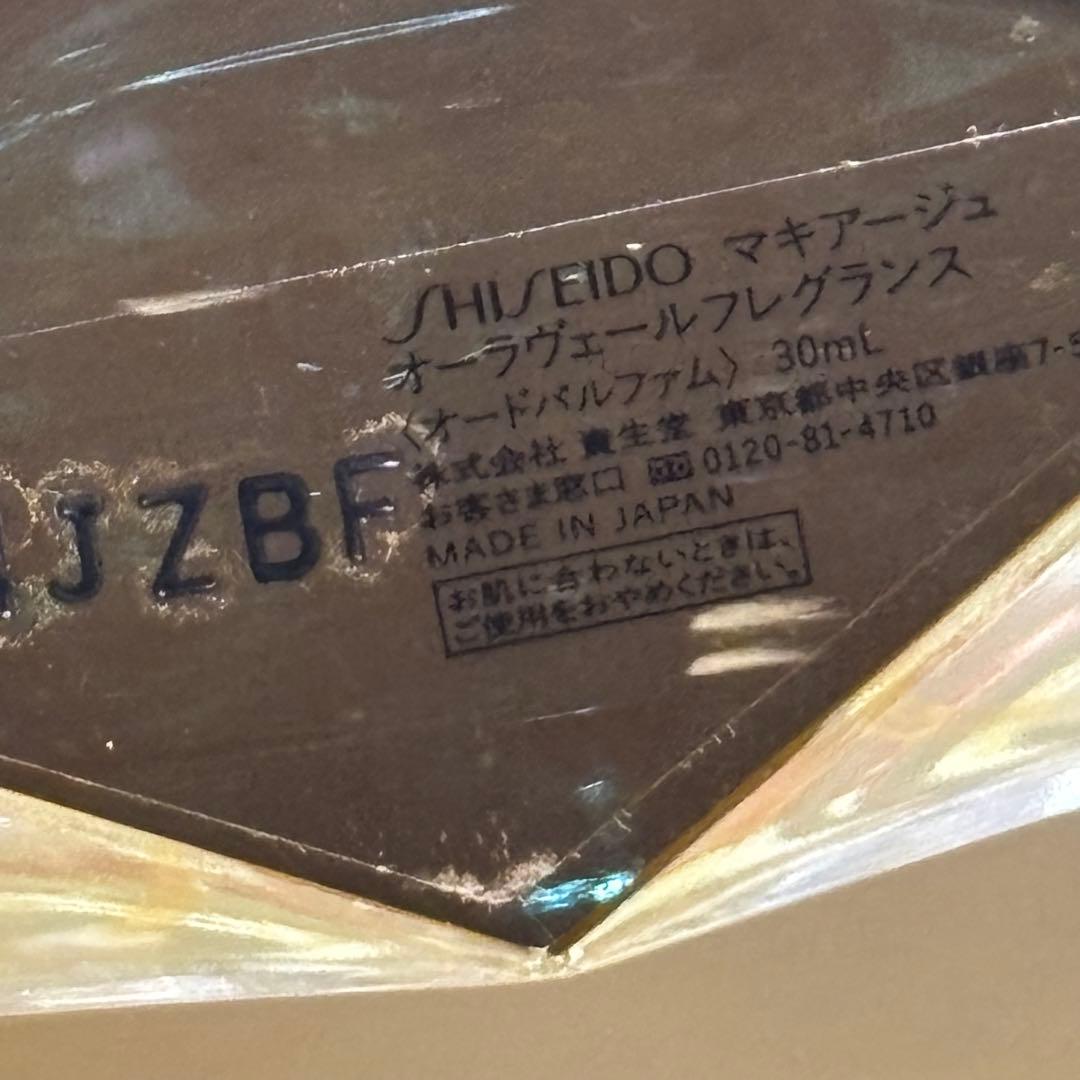 SHISEIDO マキアージュ
オーラヴェールフレグランス
〈オードパルファム〉 30mL
株式会社 資生堂 東京都中央区銀座7-5
お客さま窓口 0120-81-4710
MADE IN JAPAN
お肌に合わないときは、
ご使用をおやめください。
JZBF